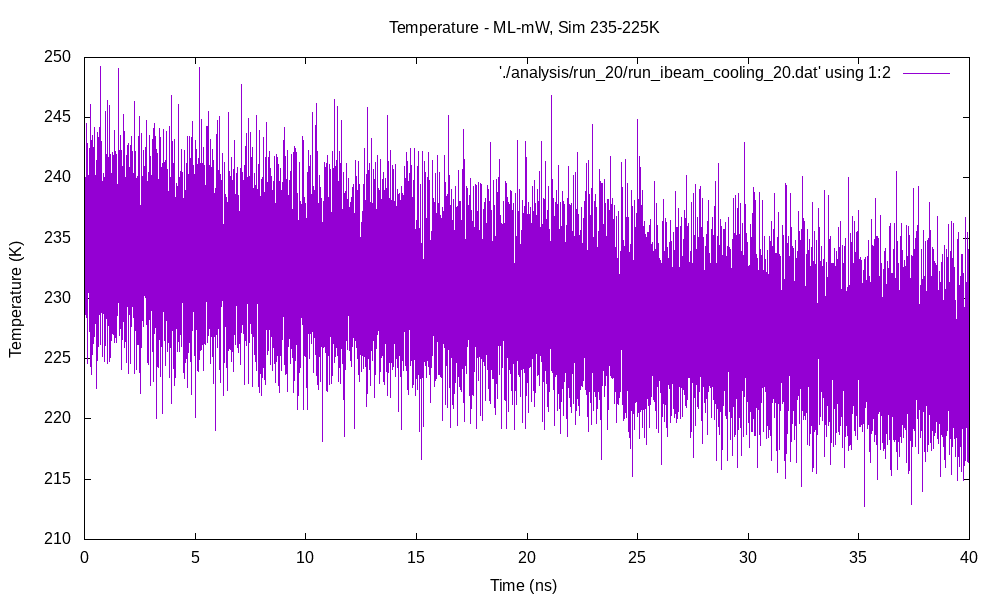 Temperature - ML-mW, Sim 235-225K
'./analysis/run_20/run_ibeam_cooling_20.dat' using 1:2
250
245
240
235
230
225
220
215
210
Temperature (K)
0 5 10 15 20 25 30 35 40
Time (ns)